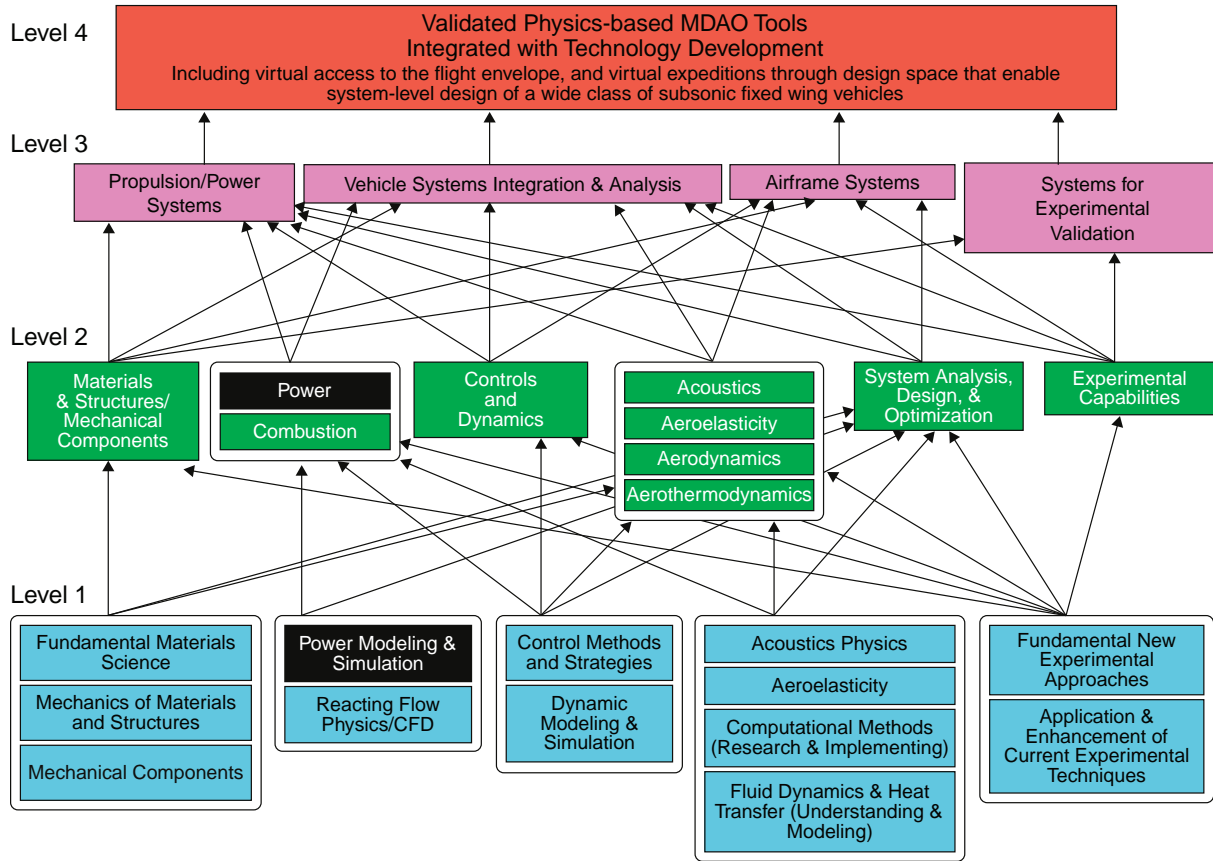 Level 4
Validated Physics-based MDAO Tools
Integrated with Technology Development
Including virtual access to the flight envelope, and virtual expeditions through design space that enable
system-level design of a wide class of subsonic fixed wing vehicles
Level 3
Propulsion/Power
Systems
Vehicle Systems Integration & Analysis
Airframe Systems
Systems for
Experimental
Validation
Level 2
Materials
& Structures/
Mechanical
Components
Power
Combustion
Controls
and
Dynamics
Acoustics
Aeroelasticity
Aerodynamics
Aerothermodynamics
System Analysis,
Design, &
Optimization
Experimental
Capabilities
Level 1
Fundamental Materials
Science
Mechanics of Materials
and Structures
Mechanical Components
Power Modeling &
Simulation
Reacting Flow
Physics/CFD
Control Methods
and Strategies
Dynamic
Modeling &
Simulation
Acoustics Physics
Aeroelasticity
Computational Methods
(Research & Implementing)
Fluid Dynamics & Heat
Transfer (Understanding &
Modeling)
Fundamental New
Experimental
Approaches
Application &
Enhancement of
Current Experimental
Techniques